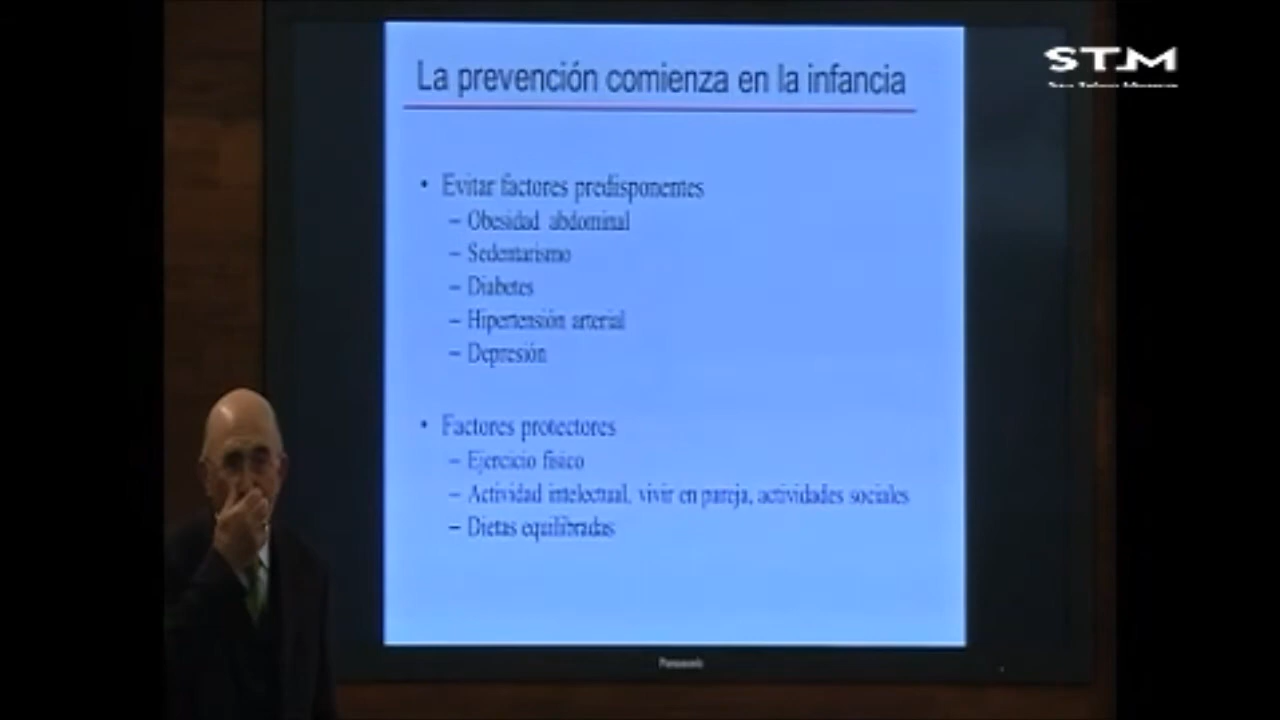 La prevención comienza en la infancia
STM
• Evitar factores predisponentes
– Obesidad abdominal
– Sedentarismo
– Diabetes
– Hipertensión arterial
– Depresión
• Factores protectores
– Ejercicio físico
– Actividad intelectual, vivir en pareja, actividades sociales
– Dietas equilibradas
Panasonic